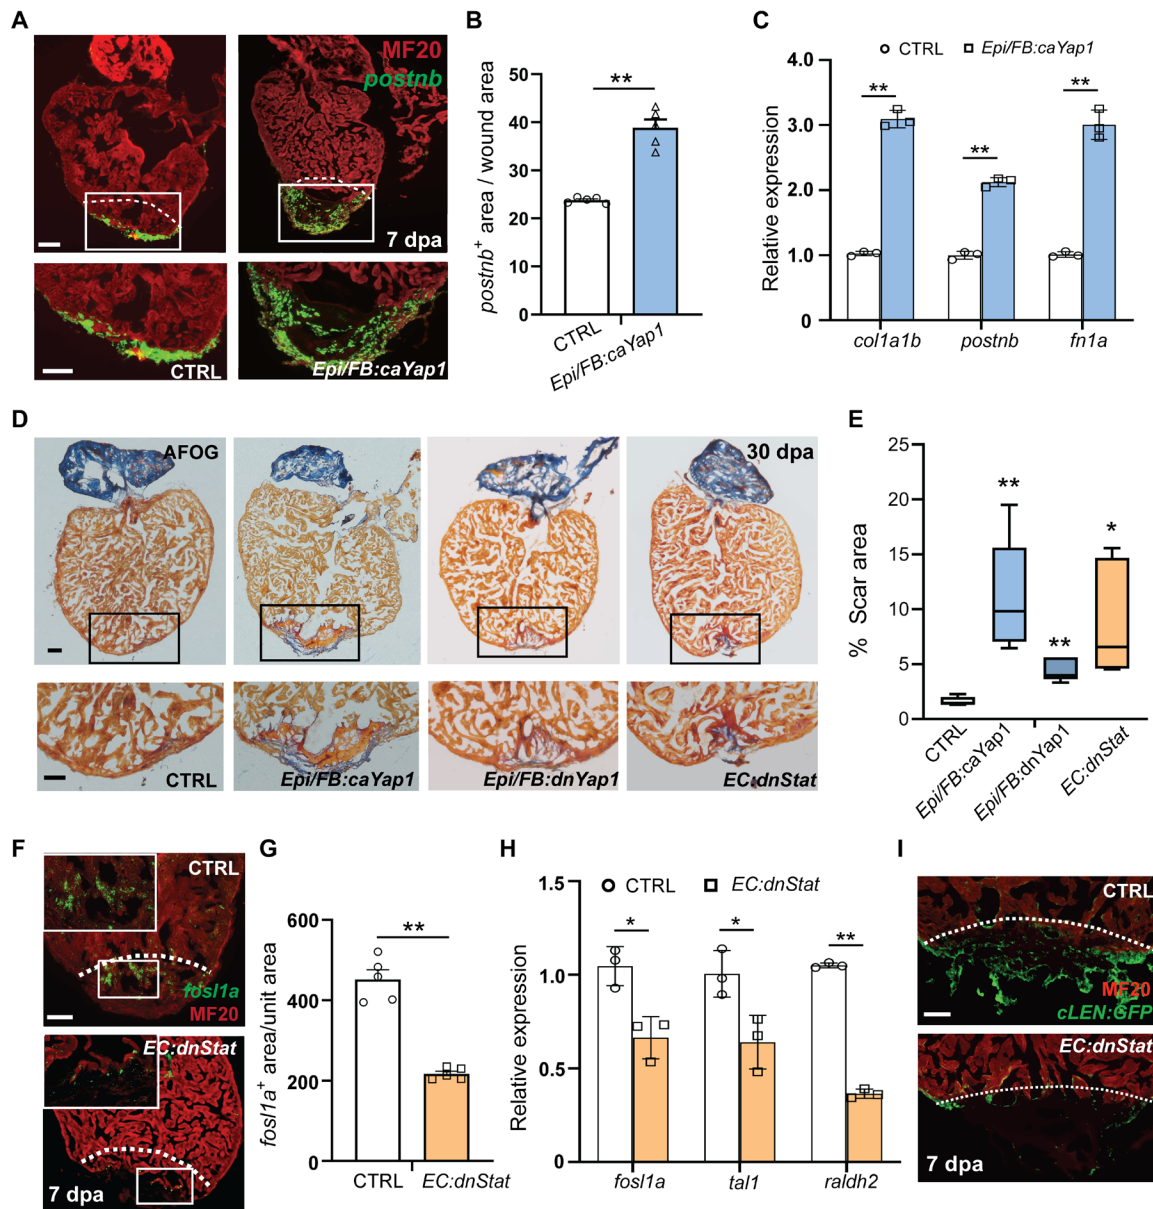 A
MF20
postnb
7 dpa
CTRL
Epi/FB:caYap1
B
postnb+ area / wound area
50
40
30
20
10
0
**
CTRL
Epi/FB:caYap1
C
CTRL
Epi/FB:caYap1
Relative expression
4.0
3.0
2.0
1.0
0
**
**
**
col1a1b
postnb
fn1a
D
AFOG
30 dpa
CTRL
Epi/FB:caYap1
Epi/FB:dnYap1
EC:dnStat
E
% Scar area
25
20
15
10
5
0
**
**
*
CTRL
Epi/FB:caYap1
Epi/FB:dnYap1
EC:dnStat
F
CTRL
fosl1a
MF20
EC:dnStat
7 dpa
G
fosl1a+ area/unit area
600
400
200
0
**
CTRL
EC:dnStat
H
CTRL
EC:dnStat
Relative expression
1.5
1.0
0.5
0
*
*
**
fosl1a
tal1
raldh2
I
CTRL
MF20
cLEN:GFP
EC:dnStat
7 dpa